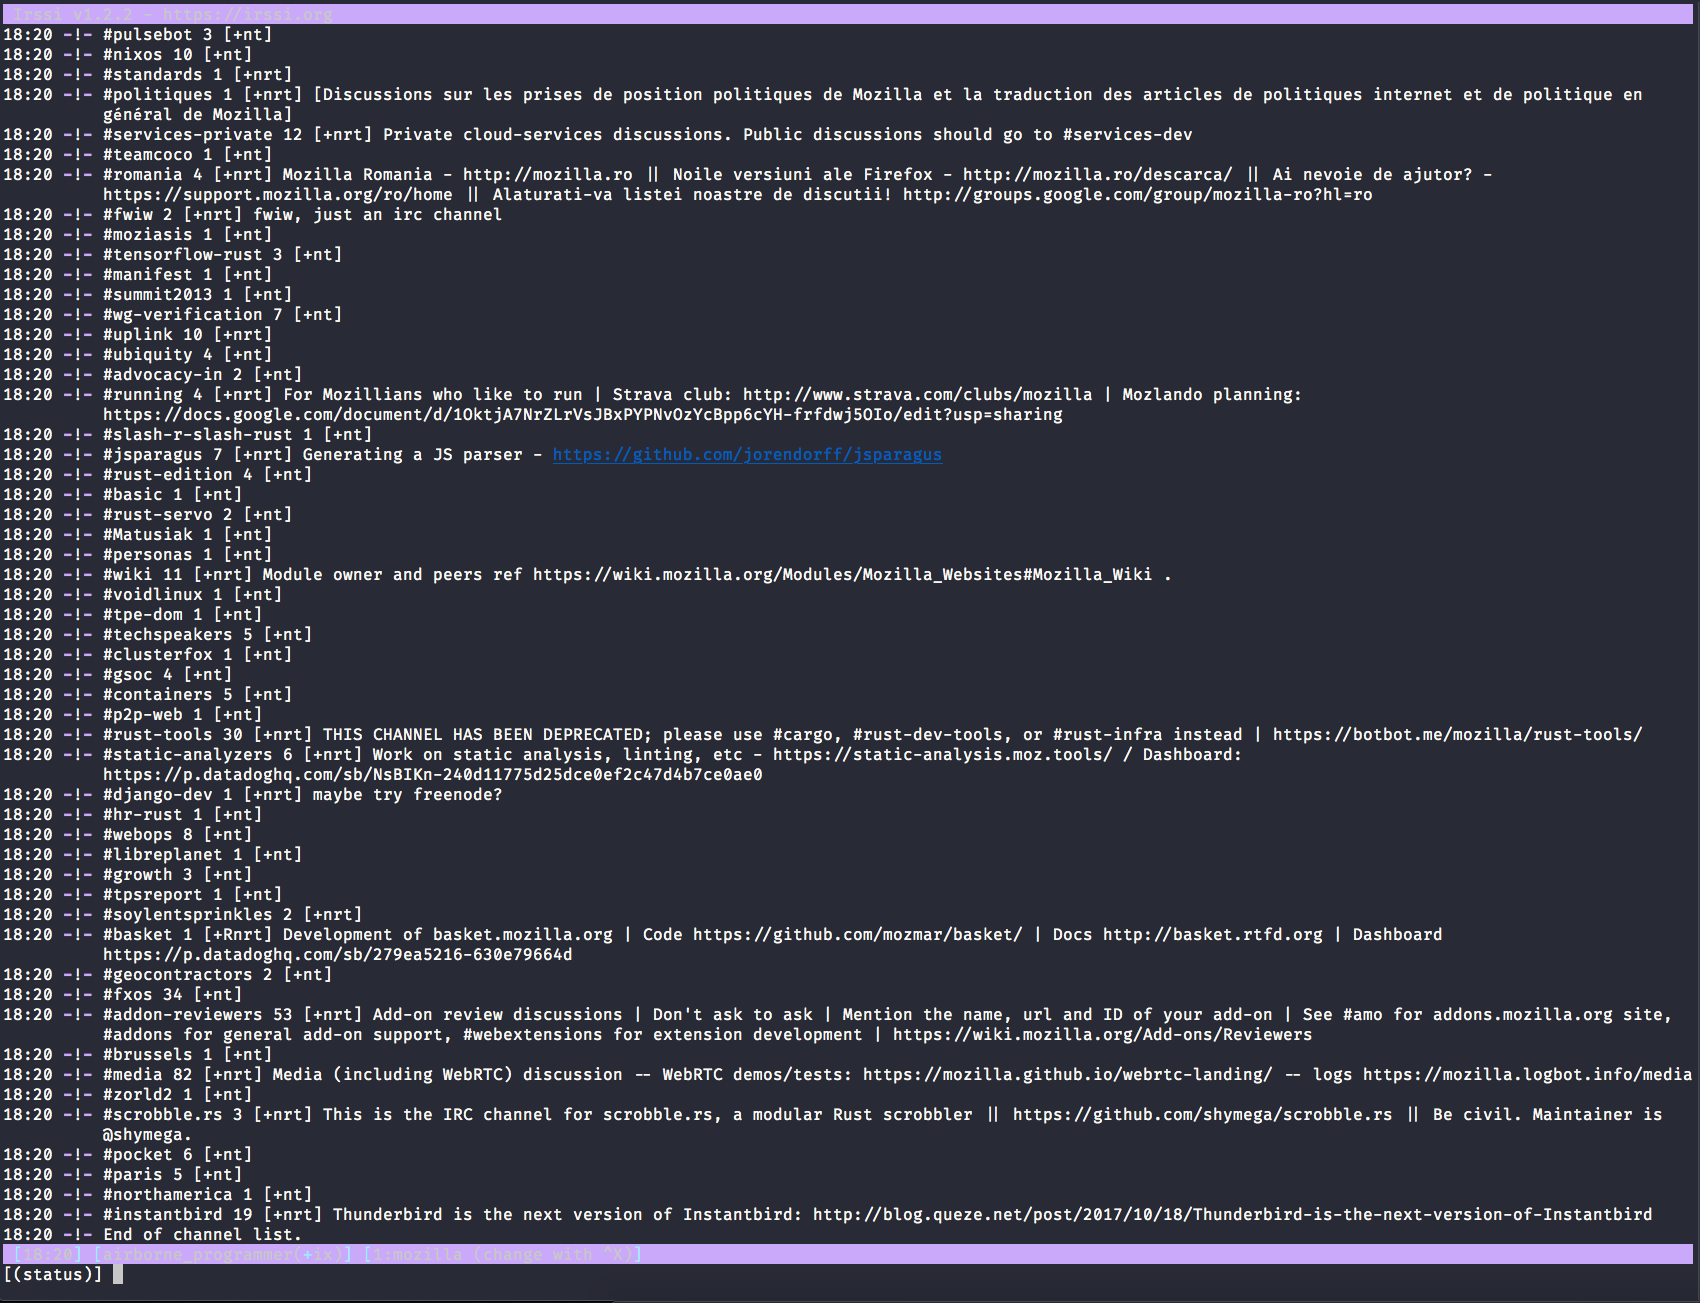 Irssi v1.2.2 - https://irssi.org
18:20 -!- #pulsebot 3 [+nt]
18:20 -!- #nixos 10 [+nt]
18:20 -!- #standards 1 [+nrt]
18:20 -!- #politiques 1 [+nrt] [Discussions sur les prises de position politiques de Mozilla et la traduction des articles de politiques internet et de politique en
général de Mozilla]
18:20 -!- #services-private 12 [+nrt] Private cloud-services discussions. Public discussions should go to #services-dev
18:20 -!- #teamcoco 1 [+nt]
18:20 -!- #romania 4 [+nrt] Mozilla Romania - http://mozilla.ro || Noile versiuni ale Firefox - http://mozilla.ro/descarca/ || Ai nevoie de ajutor? -
https://support.mozilla.org/ro/home || Alaturati-va listei noastre de discutii! http://groups.google.com/group/mozilla-ro?hl=ro
18:20 -!- #fwiw 2 [+nrt] fwiw, just an irc channel
18:20 -!- #moziasis 1 [+nt]
18:20 -!- #tensorflow-rust 3 [+nt]
18:20 -!- #manifest 1 [+nt]
18:20 -!- #summit2013 1 [+nt]
18:20 -!- #wg-verification 7 [+nt]
18:20 -!- #uplink 10 [+nrt]
18:20 -!- #ubiquity 4 [+nt]
18:20 -!- #advocacy-in 2 [+nt]
18:20 -!- #running 4 [+nrt] For Mozillians who like to run | Strava club: http://www.strava.com/clubs/mozilla | Mozlando planning:
https://docs.google.com/document/d/1OktjA7NrZLrVsJBxPYPNvOzYcBpp6cYH-frfdwj5OIo/edit?usp=sharing
18:20 -!- #slash-r-slash-rust 1 [+nt]
18:20 -!- #jsparagus 7 [+nrt] Generating a JS parser - https://github.com/jorendorff/jsparagus
18:20 -!- #rust-edition 4 [+nt]
18:20 -!- #basic 1 [+nt]
18:20 -!- #rust-servo 2 [+nt]
18:20 -!- #Matusiak 1 [+nt]
18:20 -!- #personas 1 [+nt]
18:20 -!- #wiki 11 [+nrt] Module owner and peers ref https://wiki.mozilla.org/Modules/Mozilla_Websites#Mozilla_Wiki .
18:20 -!- #voidlinux 1 [+nt]
18:20 -!- #tpe-dom 1 [+nt]
18:20 -!- #techspeakers 5 [+nt]
18:20 -!- #clusterfox 1 [+nt]
18:20 -!- #gsoc 4 [+nt]
18:20 -!- #containers 5 [+nt]
18:20 -!- #p2p-web 1 [+nt]
18:20 -!- #rust-tools 30 [+nrt] THIS CHANNEL HAS BEEN DEPRECATED; please use #cargo, #rust-dev-tools, or #rust-infra instead | https://botbot.me/mozilla/rust-tools/
18:20 -!- #static-analyzers 6 [+nrt] Work on static analysis, linting, etc - https://static-analysis.moz.tools/ / Dashboard:
https://p.datadoghq.com/sb/NsBIKn-240d11775d25dce0ef2c47d4b7ce0ae0
18:20 -!- #django-dev 1 [+nrt] maybe try freenode?
18:20 -!- #hr-rust 1 [+nt]
18:20 -!- #webops 8 [+nt]
18:20 -!- #libreplanet 1 [+nt]
18:20 -!- #growth 3 [+nt]
18:20 -!- #tpsreport 1 [+nt]
18:20 -!- #soylentsprinkles 2 [+nrt]
18:20 -!- #basket 1 [+Rnrt] Development of basket.mozilla.org | Code https://github.com/mozmar/basket/ | Docs http://basket.rtfd.org | Dashboard
https://p.datadoghq.com/sb/279ea5216-630e79664d
18:20 -!- #geocontractors 2 [+nt]
18:20 -!- #fxos 34 [+nt]
18:20 -!- #addon-reviewers 53 [+nrt] Add-on review discussions | Don't ask to ask | Mention the name, url and ID of your add-on | See #amo for addons.mozilla.org site,
#addons for general add-on support, #webextensions for extension development | https://wiki.mozilla.org/Add-ons/Reviewers
18:20 -!- #brussels 1 [+nt]
18:20 -!- #media 82 [+nrt] Media (including WebRTC) discussion -- WebRTC demos/tests: https://mozilla.github.io/webrtc-landing/ -- logs https://mozilla.logbot.info/media
18:20 -!- #zorld2 1 [+nt]
18:20 -!- #scrobble.rs 3 [+nrt] This is the IRC channel for scrobble.rs, a modular Rust scrobbler || https://github.com/shymega/scrobble.rs || Be civil. Maintainer is
@shymega.
18:20 -!- #pocket 6 [+nt]
18:20 -!- #paris 5 [+nt]
18:20 -!- #northamerica 1 [+nt]
18:20 -!- #instantbird 19 [+nrt] Thunderbird is the next version of Instantbird: http://blog.queze.net/post/2017/10/18/Thunderbird-is-the-next-version-of-Instantbird
18:20 -!- End of channel list.
[18:20] [airborne_programmer(+ix)] [1:mozilla (change with ^X)]
[(status)]